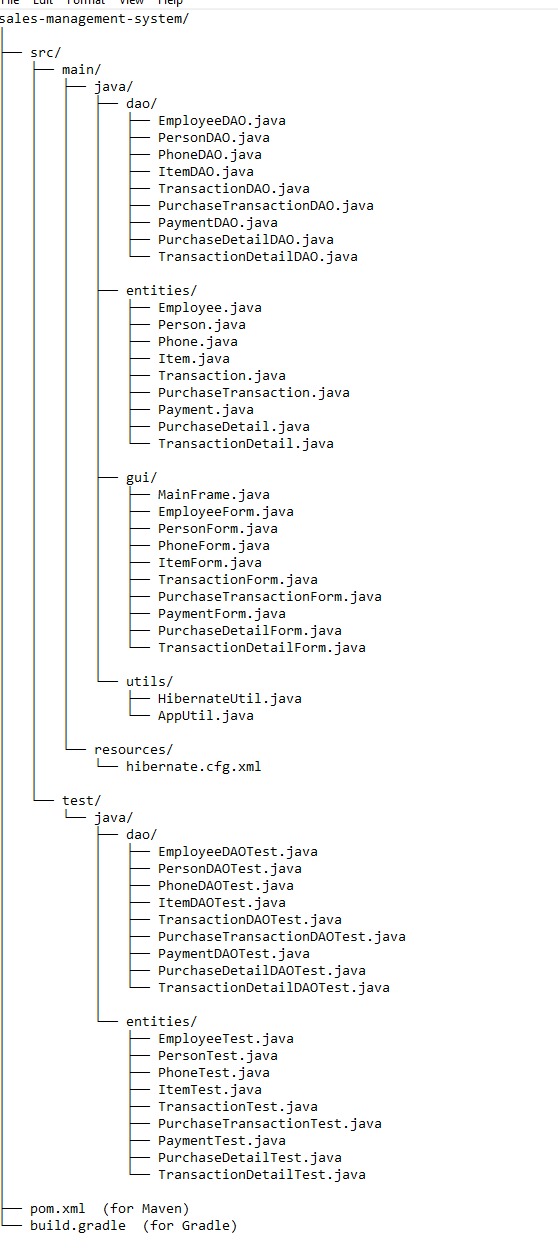 File Edit Format View Help
sales-management-system/
│
├── src/
│   ├── main/
│   │   ├── java/
│   │   │   ├── dao/
│   │   │   │   ├── EmployeeDAO.java
│   │   │   │   ├── PersonDAO.java
│   │   │   │   ├── PhoneDAO.java
│   │   │   │   ├── ItemDAO.java
│   │   │   │   ├── TransactionDAO.java
│   │   │   │   ├── PurchaseTransactionDAO.java
│   │   │   │   ├── PaymentDAO.java
│   │   │   │   ├── PurchaseDetailDAO.java
│   │   │   │   └── TransactionDetailDAO.java
│   │   │   │
│   │   │   ├── entities/
│   │   │   │   ├── Employee.java
│   │   │   │   ├── Person.java
│   │   │   │   ├── Phone.java
│   │   │   │   ├── Item.java
│   │   │   │   ├── Transaction.java
│   │   │   │   ├── PurchaseTransaction.java
│   │   │   │   ├── Payment.java
│   │   │   │   ├── PurchaseDetail.java
│   │   │   │   └── TransactionDetail.java
│   │   │   │
│   │   │   ├── gui/
│   │   │   │   ├── MainFrame.java
│   │   │   │   ├── EmployeeForm.java
│   │   │   │   ├── PersonForm.java
│   │   │   │   ├── PhoneForm.java
│   │   │   │   ├── ItemForm.java
│   │   │   │   ├── TransactionForm.java
│   │   │   │   ├── PurchaseTransactionForm.java
│   │   │   │   ├── PaymentForm.java
│   │   │   │   ├── PurchaseDetailForm.java
│   │   │   │   └── TransactionDetailForm.java
│   │   │   │
│   │   │   └── utils/
│   │   │       ├── HibernateUtil.java
│   │   │       └── AppUtil.java
│   │   │
│   │   └── resources/
│   │       └── hibernate.cfg.xml
│   │
│   └── test/
│       └── java/
│           ├── dao/
│           │   ├── EmployeeDAOTest.java
│           │   ├── PersonDAOTest.java
│           │   ├── PhoneDAOTest.java
│           │   ├── ItemDAOTest.java
│           │   ├── TransactionDAOTest.java
│           │   ├── PurchaseTransactionDAOTest.java
│           │   ├── PaymentDAOTest.java
│           │   ├── PurchaseDetailDAOTest.java
│           │   └── TransactionDetailDAOTest.java
│           │
│           └── entities/
│               ├── EmployeeTest.java
│               ├── PersonTest.java
│               ├── PhoneTest.java
│               ├── ItemTest.java
│               ├── TransactionTest.java
│               ├── PurchaseTransactionTest.java
│               ├── PaymentTest.java
│               ├── PurchaseDetailTest.java
│               └── TransactionDetailTest.java
│
├── pom.xml  (for Maven)
└── build.gradle  (for Gradle)